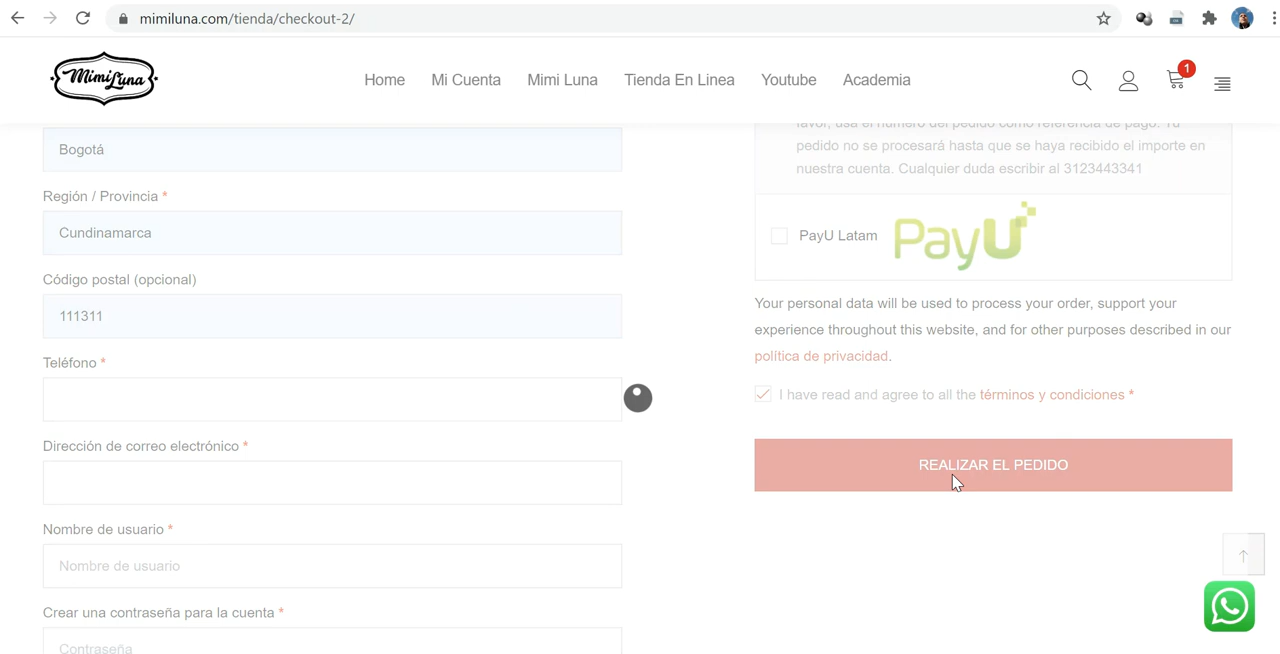 mimiluna.com/tienda/checkout-2/
MimiLuna
Home Mi Cuenta Mimi Luna Tienda En Linea Youtube Academia
1
Bogotá
Región / Provincia *
Cundinamarca
Código postal (opcional)
111311
Teléfono *
Dirección de correo electrónico *
Nombre de usuario *
Nombre de usuario
Crear una contraseña para la cuenta *
Contraseña
favor, usa el número del pedido como referencia de pago. Tu
pedido no se procesará hasta que se haya recibido el importe en
nuestra cuenta. Cualquier duda escribir al 3123443341
PayU Latam
PayU
Your personal data will be used to process your order, support your
experience throughout this website, and for other purposes described in our
política de privacidad.
I have read and agree to all the términos y condiciones *
REALIZAR EL PEDIDO